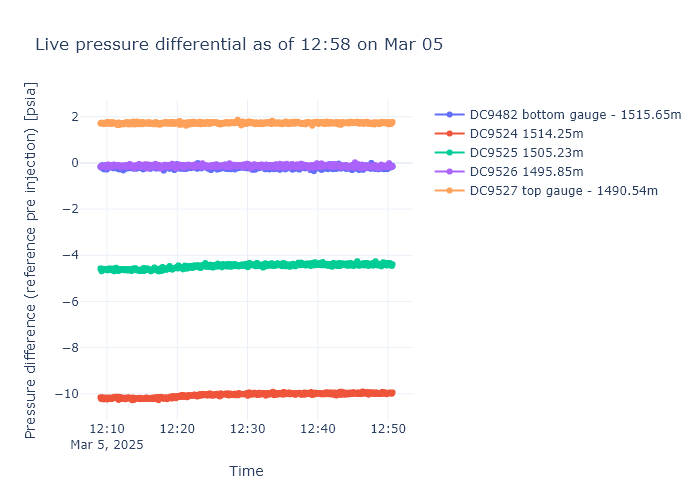 Live pressure differential as of 12:58 on Mar 05
Pressure difference (reference pre injection) [psia]
2
0
−2
−4
−6
−8
−10
12:10
Mar 5, 2025
12:20
12:30
12:40
12:50
Time
DC9482 bottom gauge - 1515.65m
DC9524 1514.25m
DC9525 1505.23m
DC9526 1495.85m
DC9527 top gauge - 1490.54m